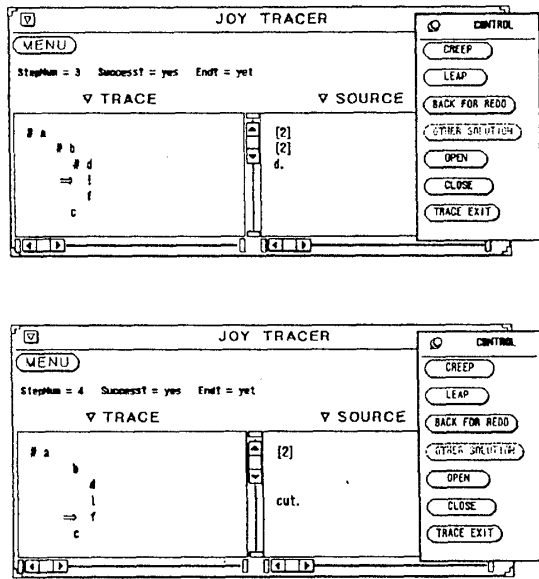 JOY TRACER
MENU
StepNum = 3 Success? = yes End? = yet
▽ TRACE ▽ SOURCE
# a
# b
# d
⇒ !
f
c
[2]
[2]
d.
CONTROL
CREEP
LEAP
BACK FOR REDO
OTHER SOLUTION
OPEN
CLOSE
TRACE EXIT
JOY TRACER
MENU
StepNum = 4 Success? = yes End? = yet
▽ TRACE ▽ SOURCE
# a
b
d
!
⇒ f
c
[2]
cut.
CONTROL
CREEP
LEAP
BACK FOR REDO
OTHER SOLUTION
OPEN
CLOSE
TRACE EXIT